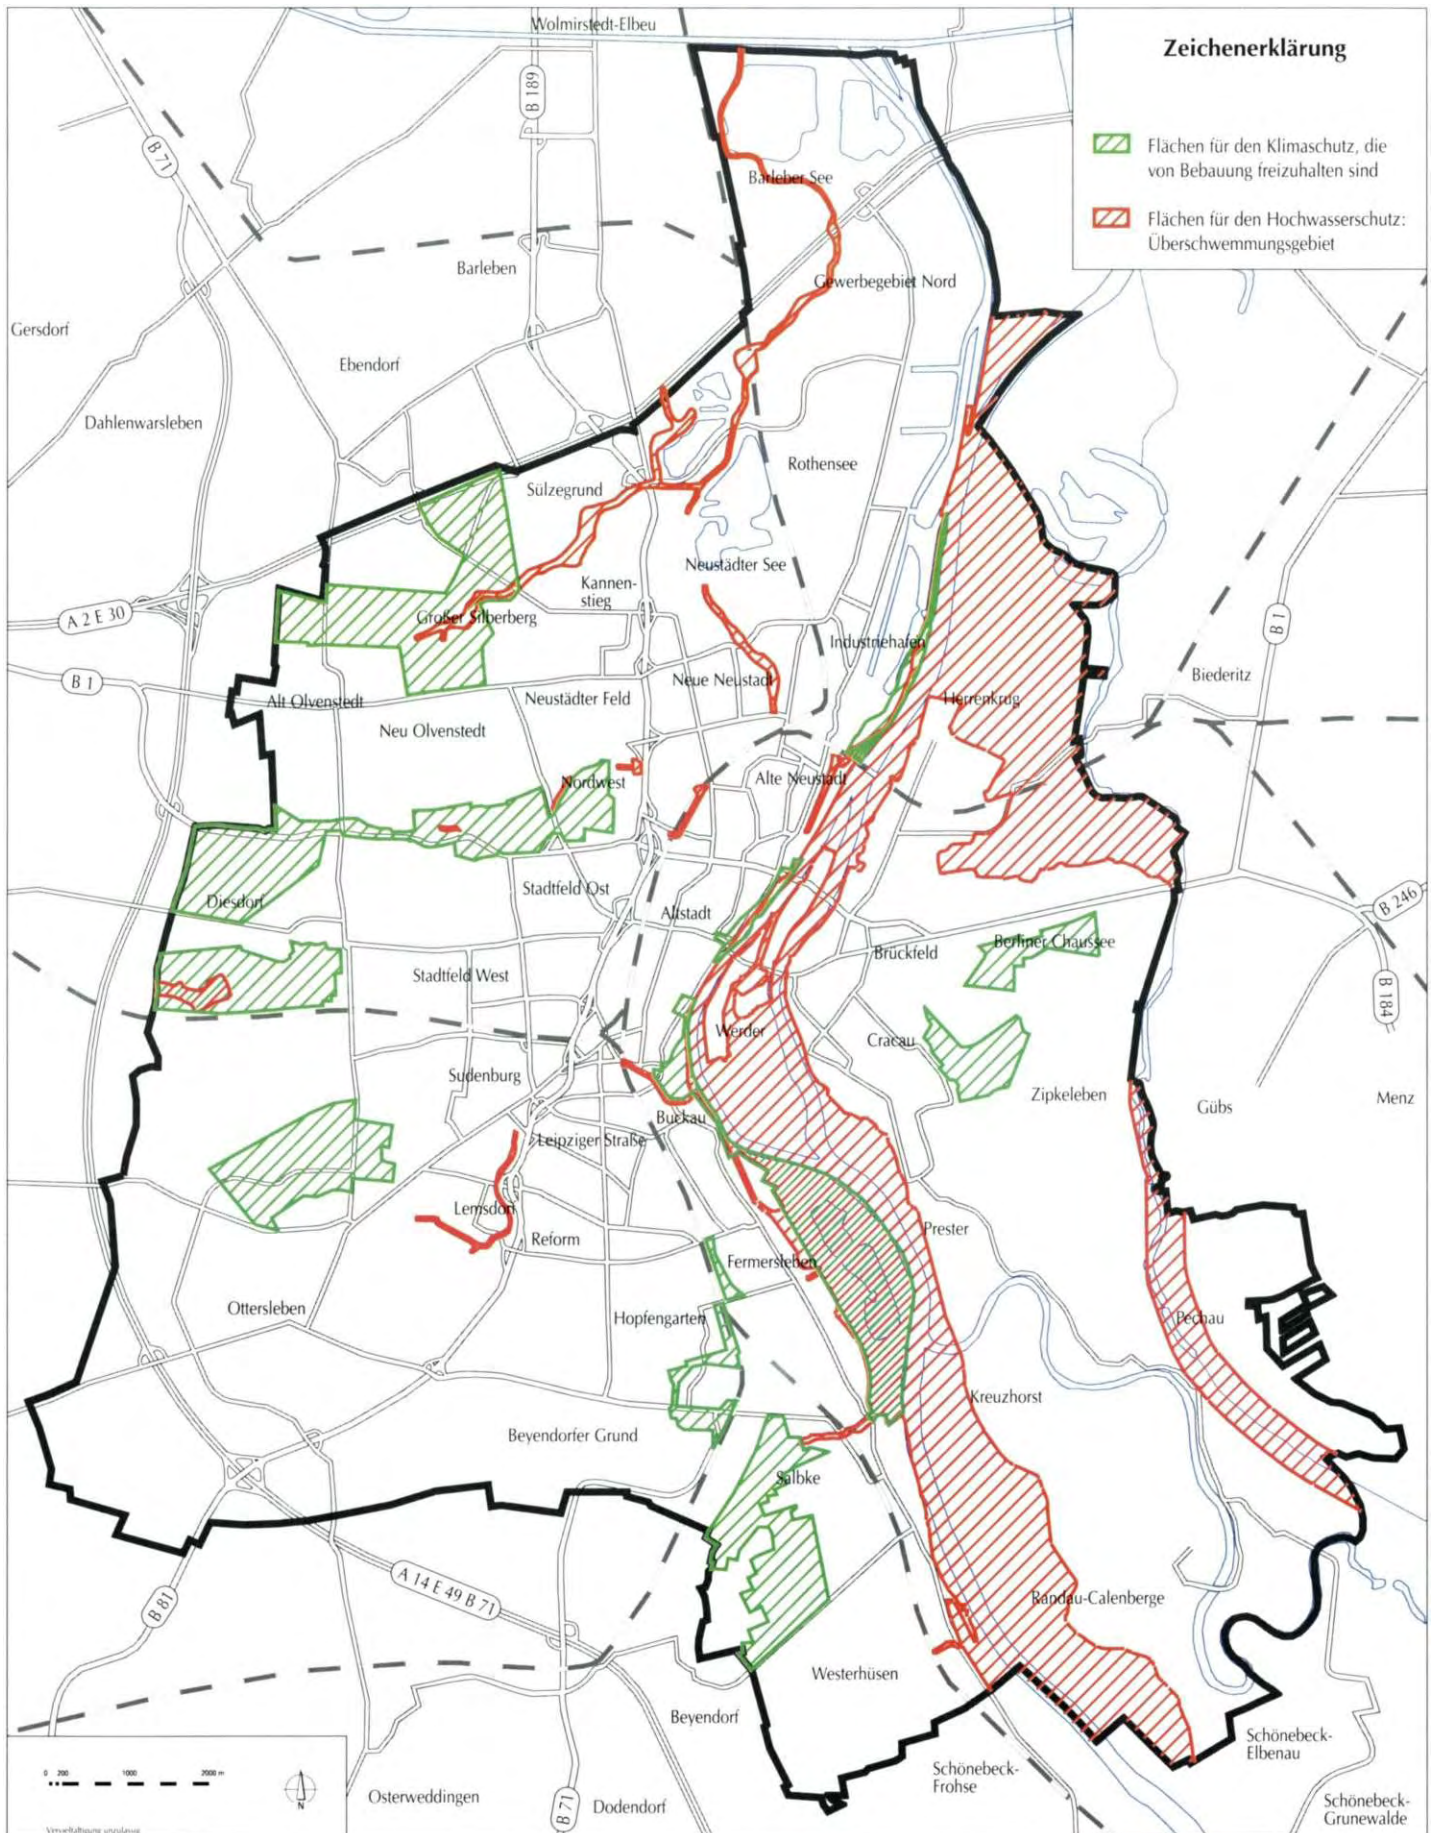 Wolmirstedt-Elbeu
Zeichenerklärung
B 189
B 71
Flächen für den Klimaschutz, die
von Bebauung freizuhalten sind
Barleber See
Flächen für den Hochwasserschutz:
Überschwemmungsgebiet
Barleben
Gewerbegebiet Nord
Gersdorf
Ebendorf
Dahlenwarsleben
Rothensee
Sülzegrund
Neustädter See
Kannen-
stieg
A 2 E 30
Großer Silberberg
B 1
Industriehafen
Biederitz
B 1
Neue Neustadt
Herrenkrug
Alt Olvenstedt
Neustädter Feld
Neu Olvenstedt
Nordwest
Alte Neustadt
Stadtfeld Ost
Diesdorf
Altstadt
B 246
Berliner Chaussee
Brückfeld
Stadtfeld West
B 184
Werder
Cracau
Sudenburg
Zipkeleben
Menz
Gübs
Buckau
Leipziger Straße
Lemsdorf
Prester
Reform
Fermersleben
Ottersleben
Hopfengarten
Pechau
Kreuzhorst
Beyendorfer Grund
Salbke
A 14 E 49 B 71
B 81
Randau-Calenberge
Westerhüsen
Beyendorf
Schönebeck-
Elbenau
Schönebeck-
Frohse
0 200 1000 2000 m
N
Osterweddingen
B 71
Dodendorf
Schönebeck-
Grunewalde